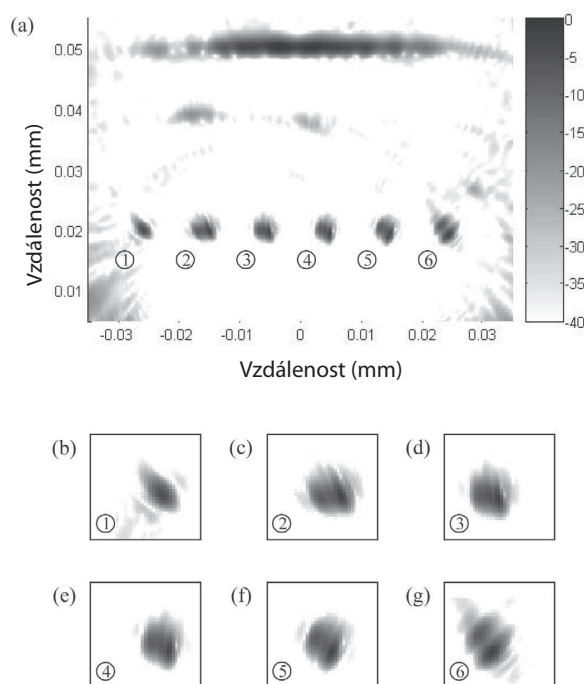 (a)
0.05
0.04
0.03
0.02
0.01
Vzdálenost (mm)
① ② ③ ④ ⑤ ⑥
-0.03 -0.02 -0.01 0 0.01 0.02 0.03
Vzdálenost (mm)
0
-5
-10
-15
-20
-25
-30
-35
-40
(b) (c) (d)
① ② ③
(e) (f) (g)
④ ⑤ ⑥